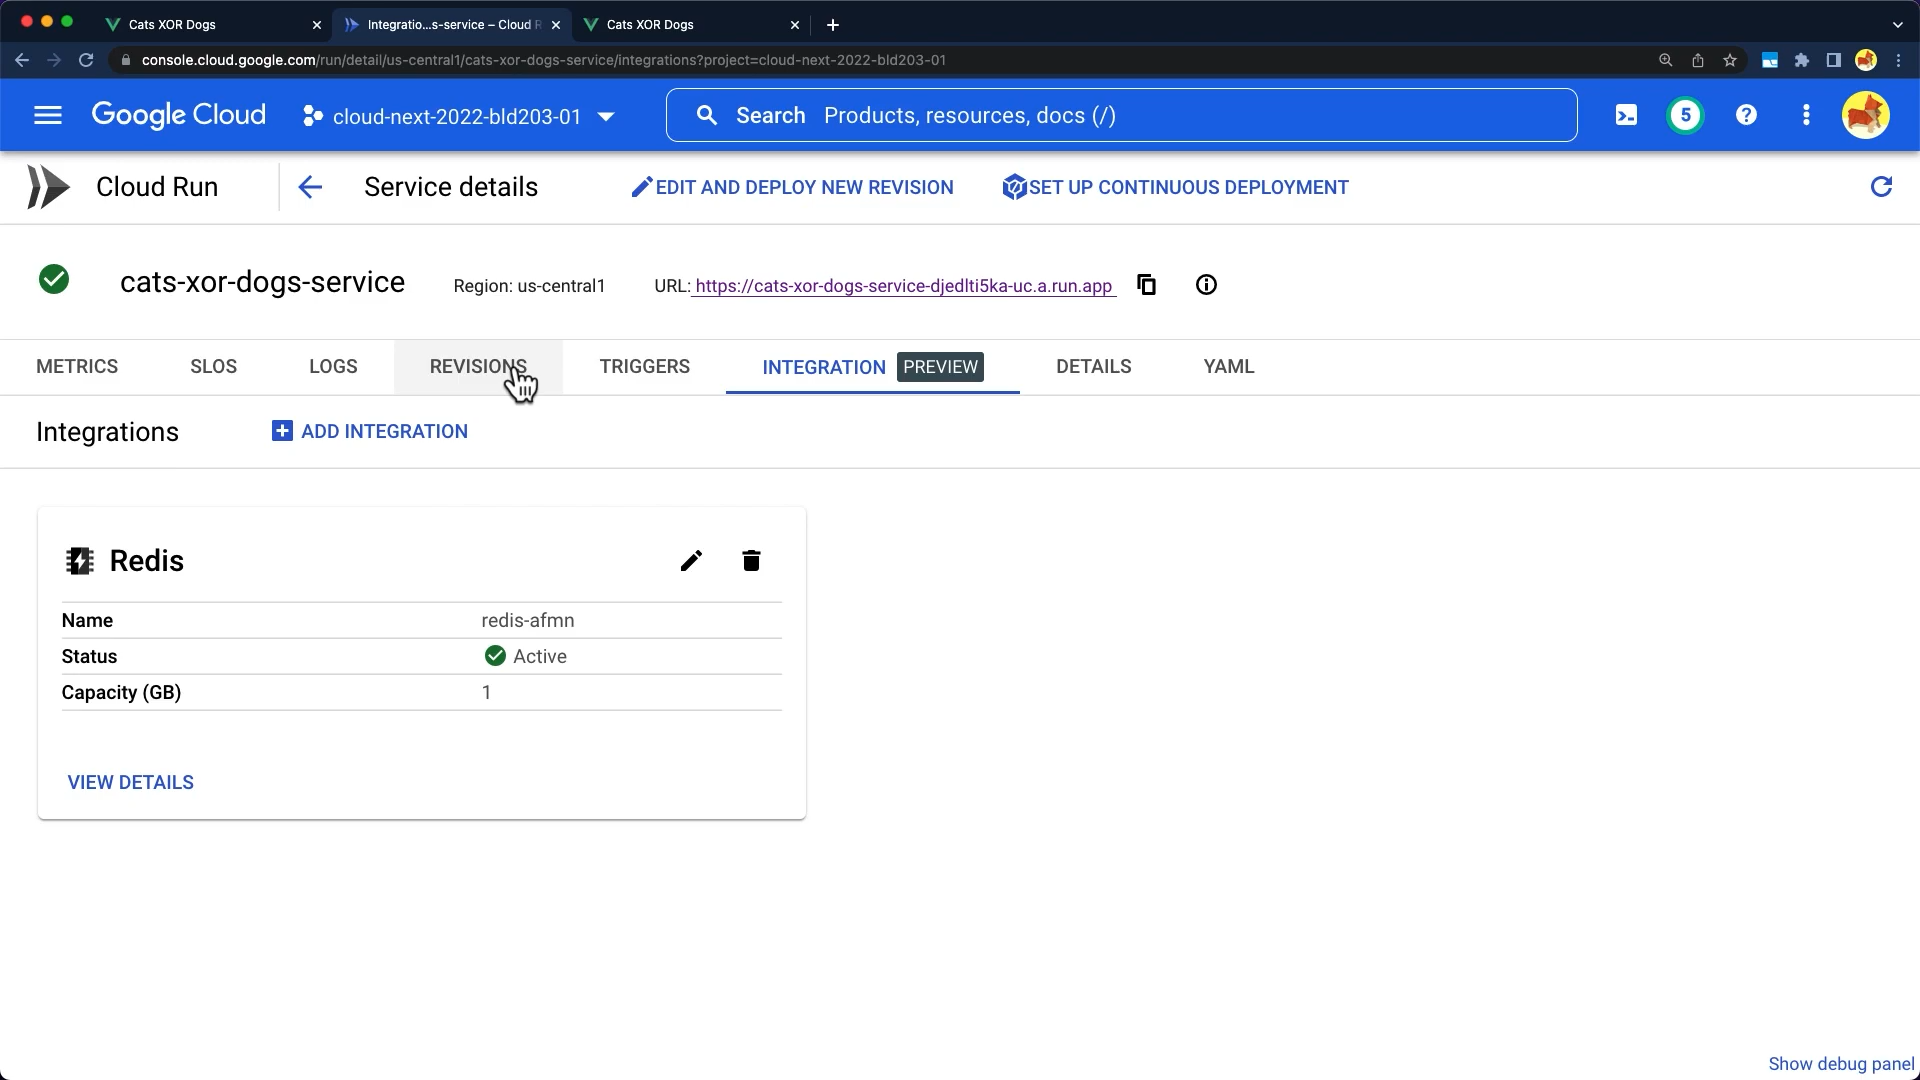 Cats XOR Dogs
Integratio...s-service – Cloud R
Cats XOR Dogs
console.cloud.google.com/run/detail/us-central1/cats-xor-dogs-service/integrations?project=cloud-next-2022-bld203-01
Google Cloud
cloud-next-2022-bld203-01
Search Products, resources, docs (/)
5
Cloud Run
Service details
EDIT AND DEPLOY NEW REVISION
SET UP CONTINUOUS DEPLOYMENT
cats-xor-dogs-service
Region: us-central1
URL: https://cats-xor-dogs-service-djedlti5ka-uc.a.run.app
METRICS
SLOS
LOGS
REVISIONS
TRIGGERS
INTEGRATION PREVIEW
DETAILS
YAML
Integrations
ADD INTEGRATION
Redis
Name redis-afmn
Status Active
Capacity (GB) 1
VIEW DETAILS
Show debug panel